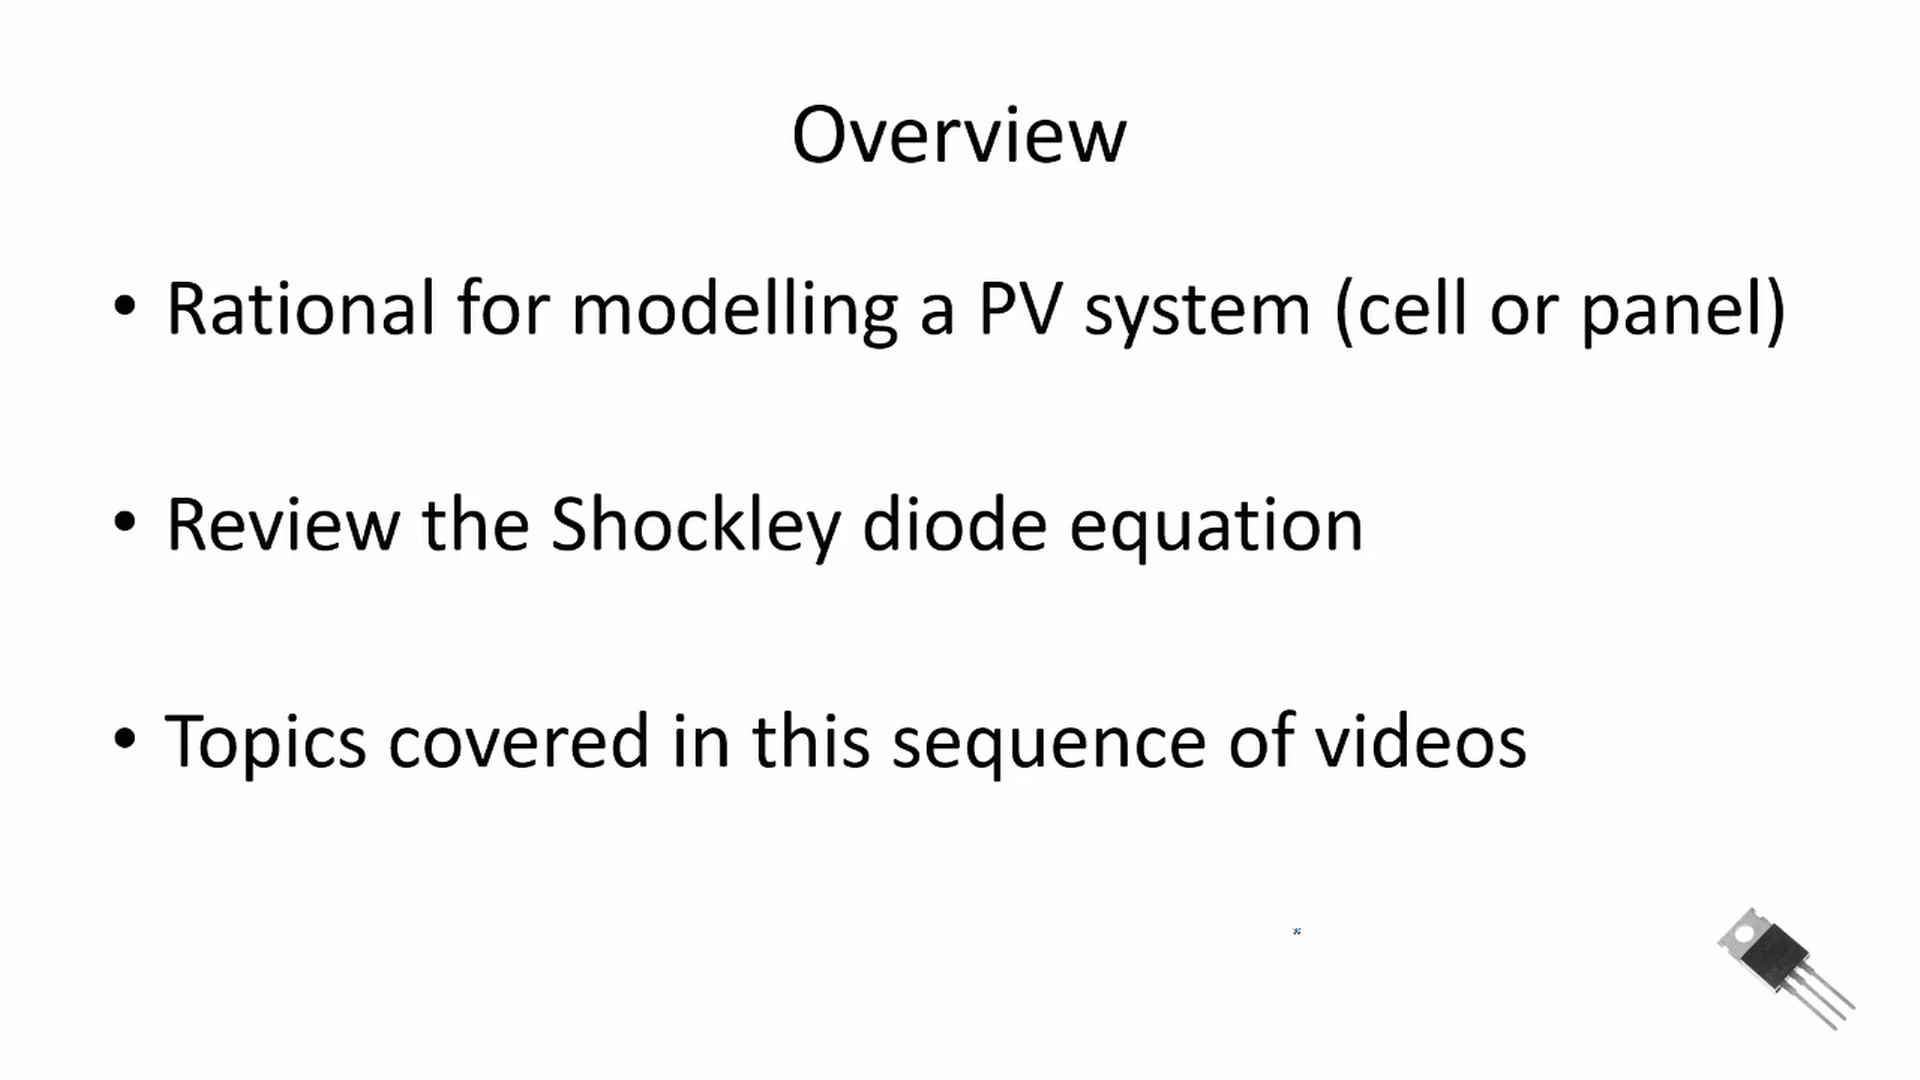 Overview
• Rational for modelling a PV system (cell or panel)
• Review the Shockley diode equation
• Topics covered in this sequence of videos